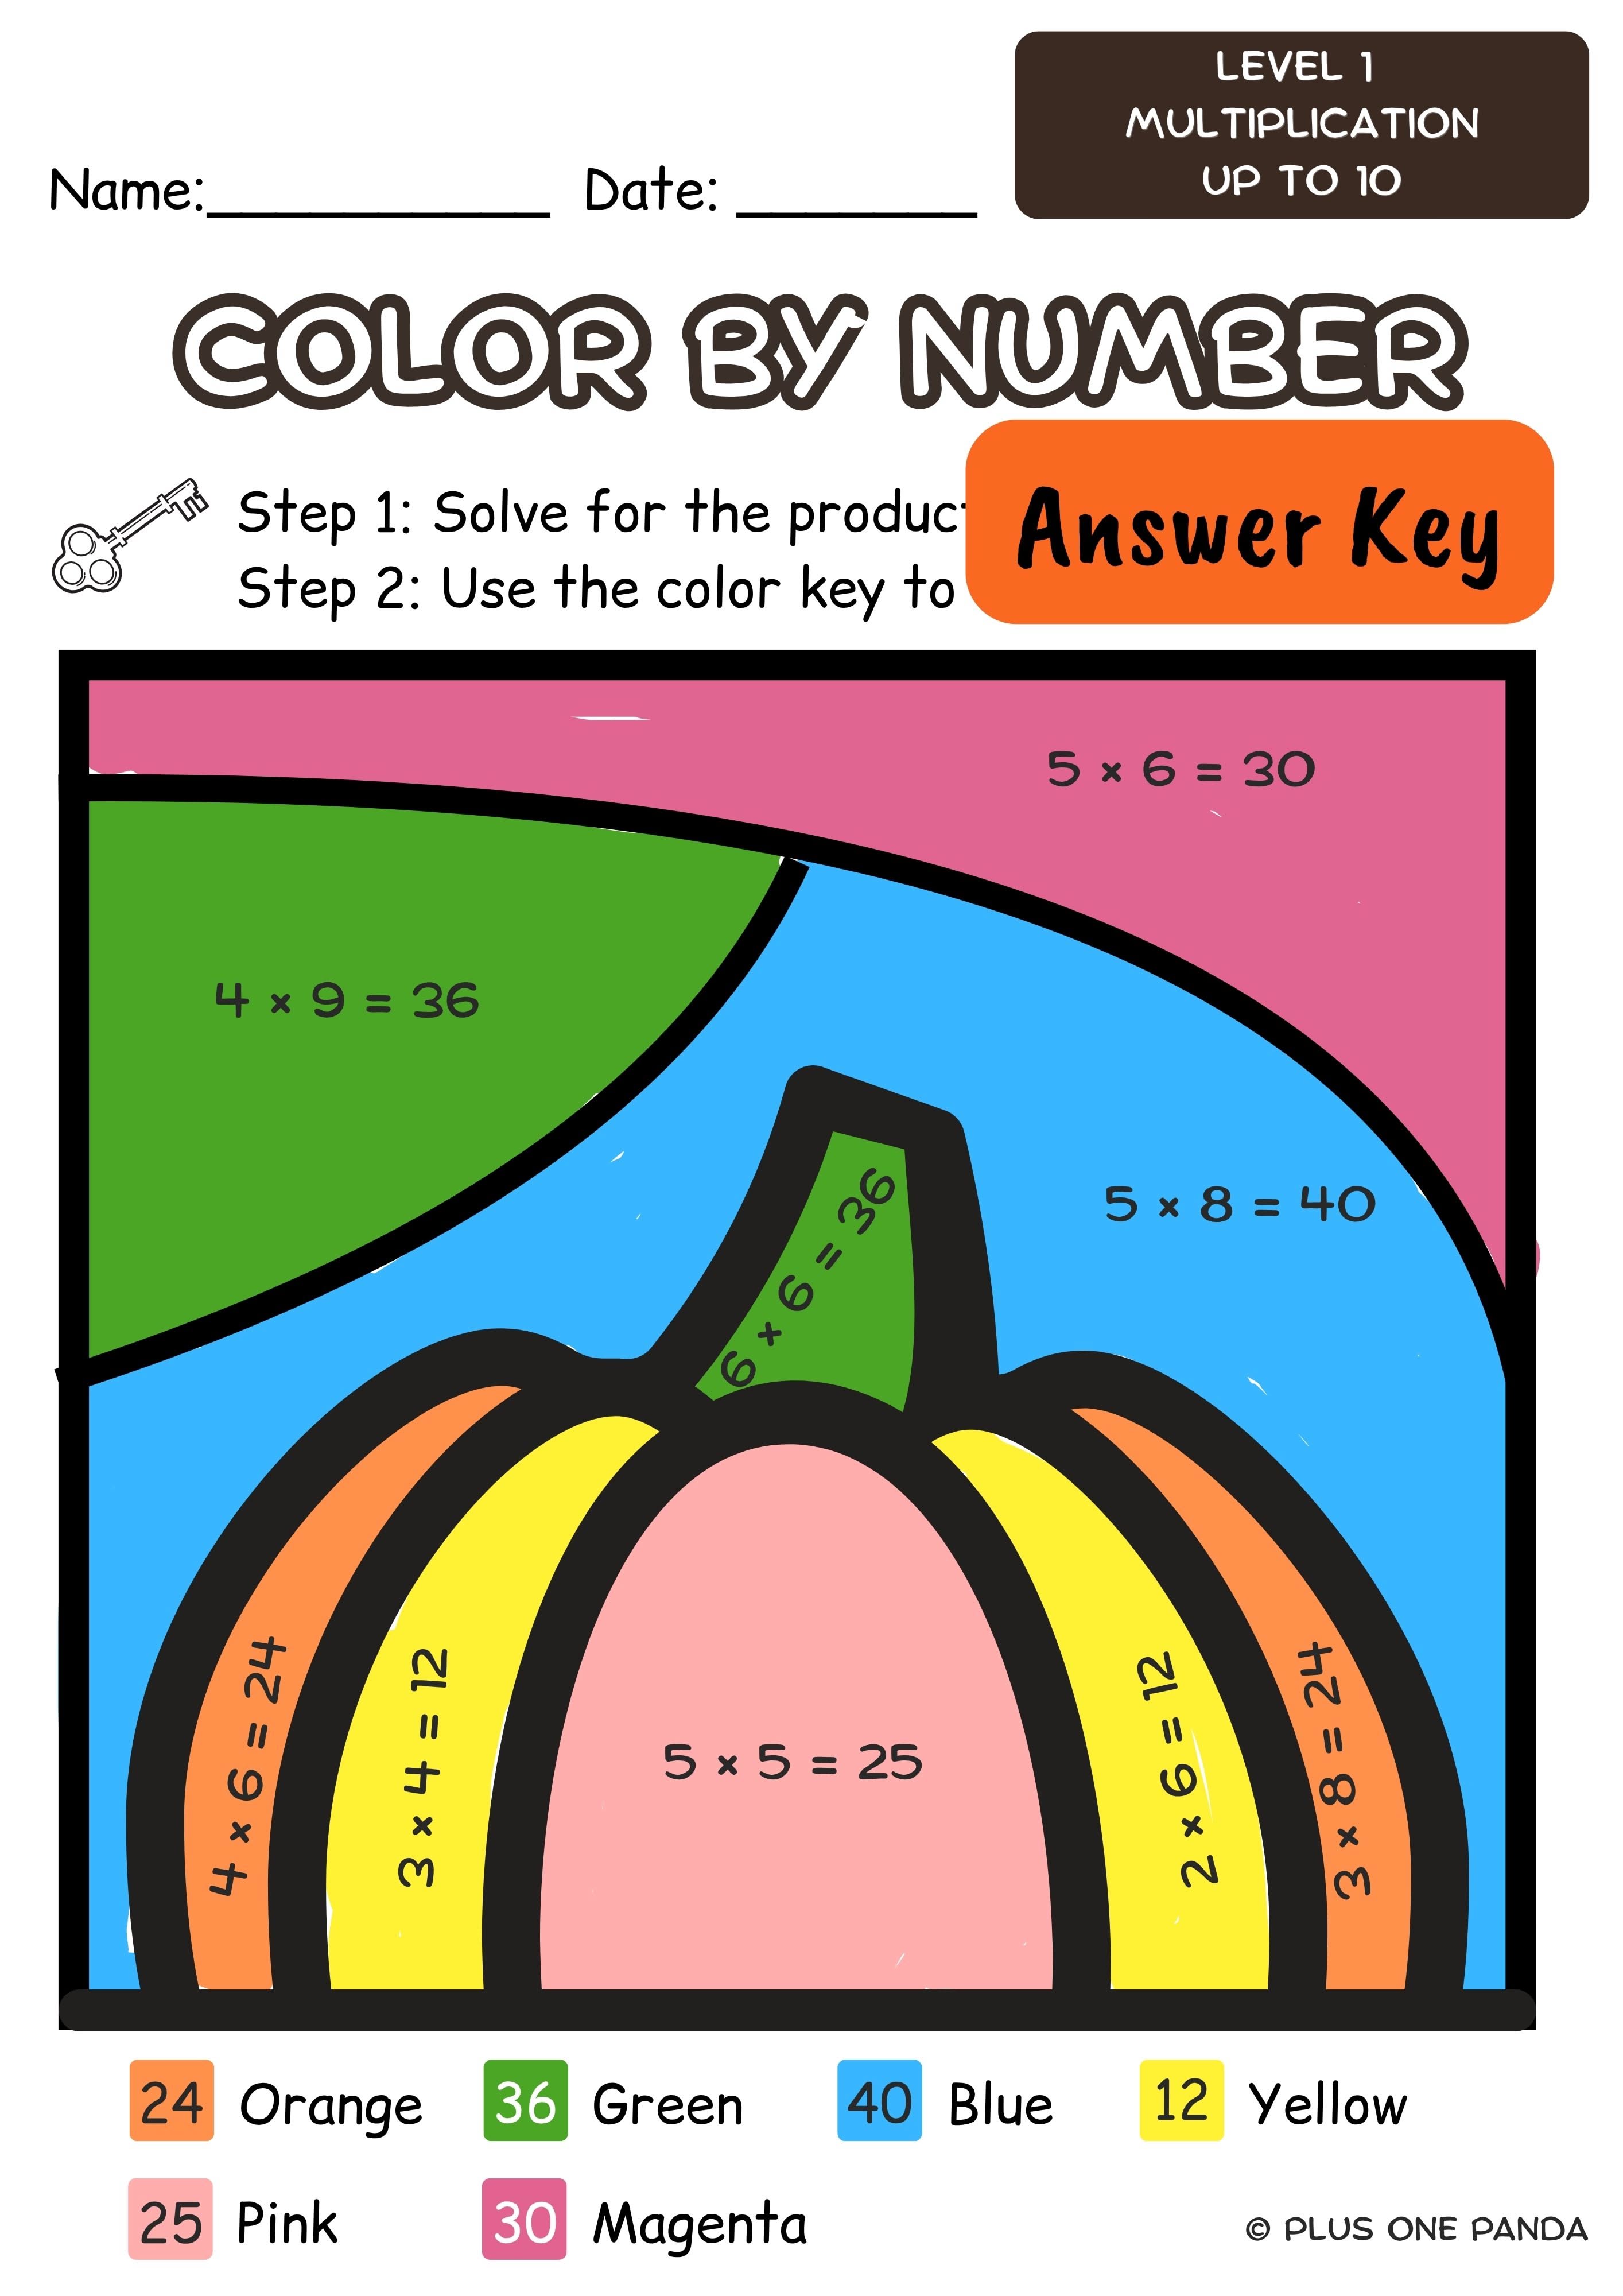 LEVEL 1
MULTIPLICATION
UP TO 10
Name: Date:
COLOR BY NUMBER
Step 1: Solve for the product
Step 2: Use the color key to
Answer Key
5 × 6 = 30
4 × 9 = 36
5 × 8 = 40
6 × 6 = 36
4 × 6 = 24
3 × 4 = 12
5 × 5 = 25
2 × 6 = 12
3 × 8 = 24
24 Orange 36 Green 40 Blue 12 Yellow
25 Pink 30 Magenta
© PLUS ONE PANDA